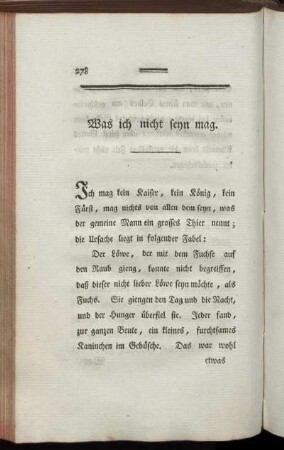 278
Was ich nicht seyn mag.
Ich mag kein Kaiser, kein König, kein
Fürst, mag nichts von allen dem seyn, was
der gemeine Mann ein grosses Thier nennt;
die Ursache liegt in folgender Fabel:
Der Löwe, der mit dem Fuchse auf
den Raub gieng, konnte nicht begreiffen,
daß dieser nicht lieber Löwe seyn möchte, als
Fuchs. Sie giengen den Tag und die Nacht,
und der Hunger überfiel sie. Jeder fand,
zur ganzen Beute, ein kleines, furchtsames
Kaninchen im Gebüsche. Das war wohl
etwas